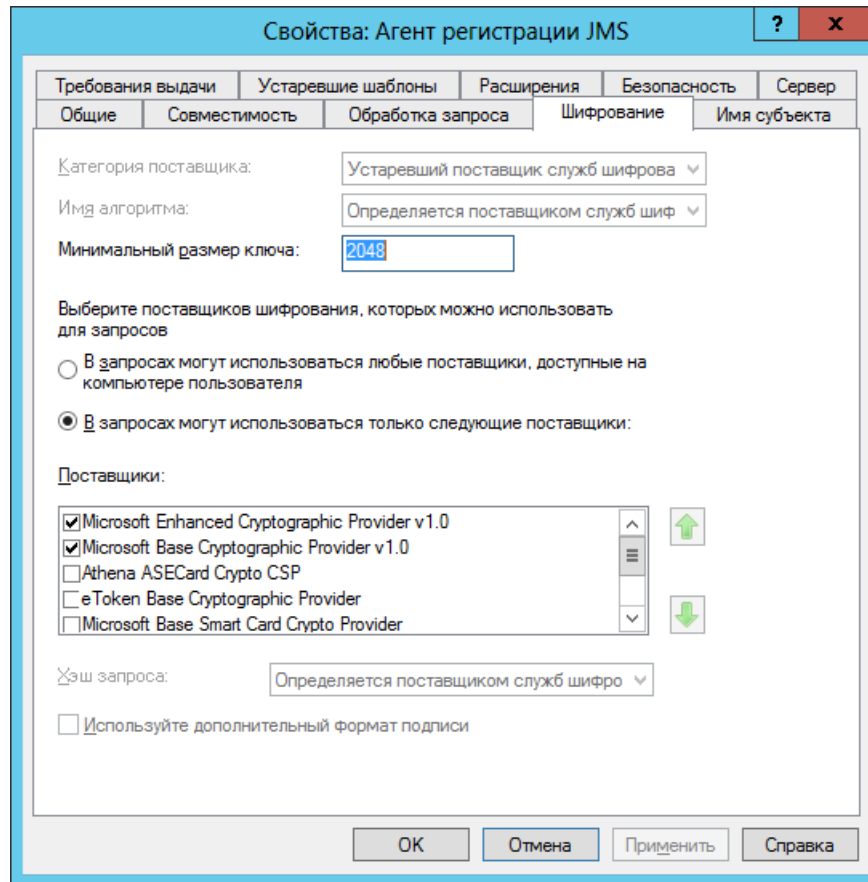 Свойства: Агент регистрации JMS
? x
Требования выдачи Устаревшие шаблоны Расширения Безопасность Сервер
Общие Совместимость Обработка запроса Шифрование Имя субъекта
Категория поставщика: Устаревший поставщик служб шифрова
Имя алгоритма: Определяется поставщиком служб шиф
Минимальный размер ключа: 2048
Выберите поставщиков шифрования, которых можно использовать
для запросов
В запросах могут использоваться любые поставщики, доступные на
компьютере пользователя
В запросах могут использоваться только следующие поставщики:
Поставщики:
Microsoft Enhanced Cryptographic Provider v1.0
Microsoft Base Cryptographic Provider v1.0
Athena ASECard Crypto CSP
eToken Base Cryptographic Provider
Microsoft Base Smart Card Crypto Provider
Хэш запроса: Определяется поставщиком служб шифро
Используйте дополнительный формат подписи
ОК Отмена Применить Справка